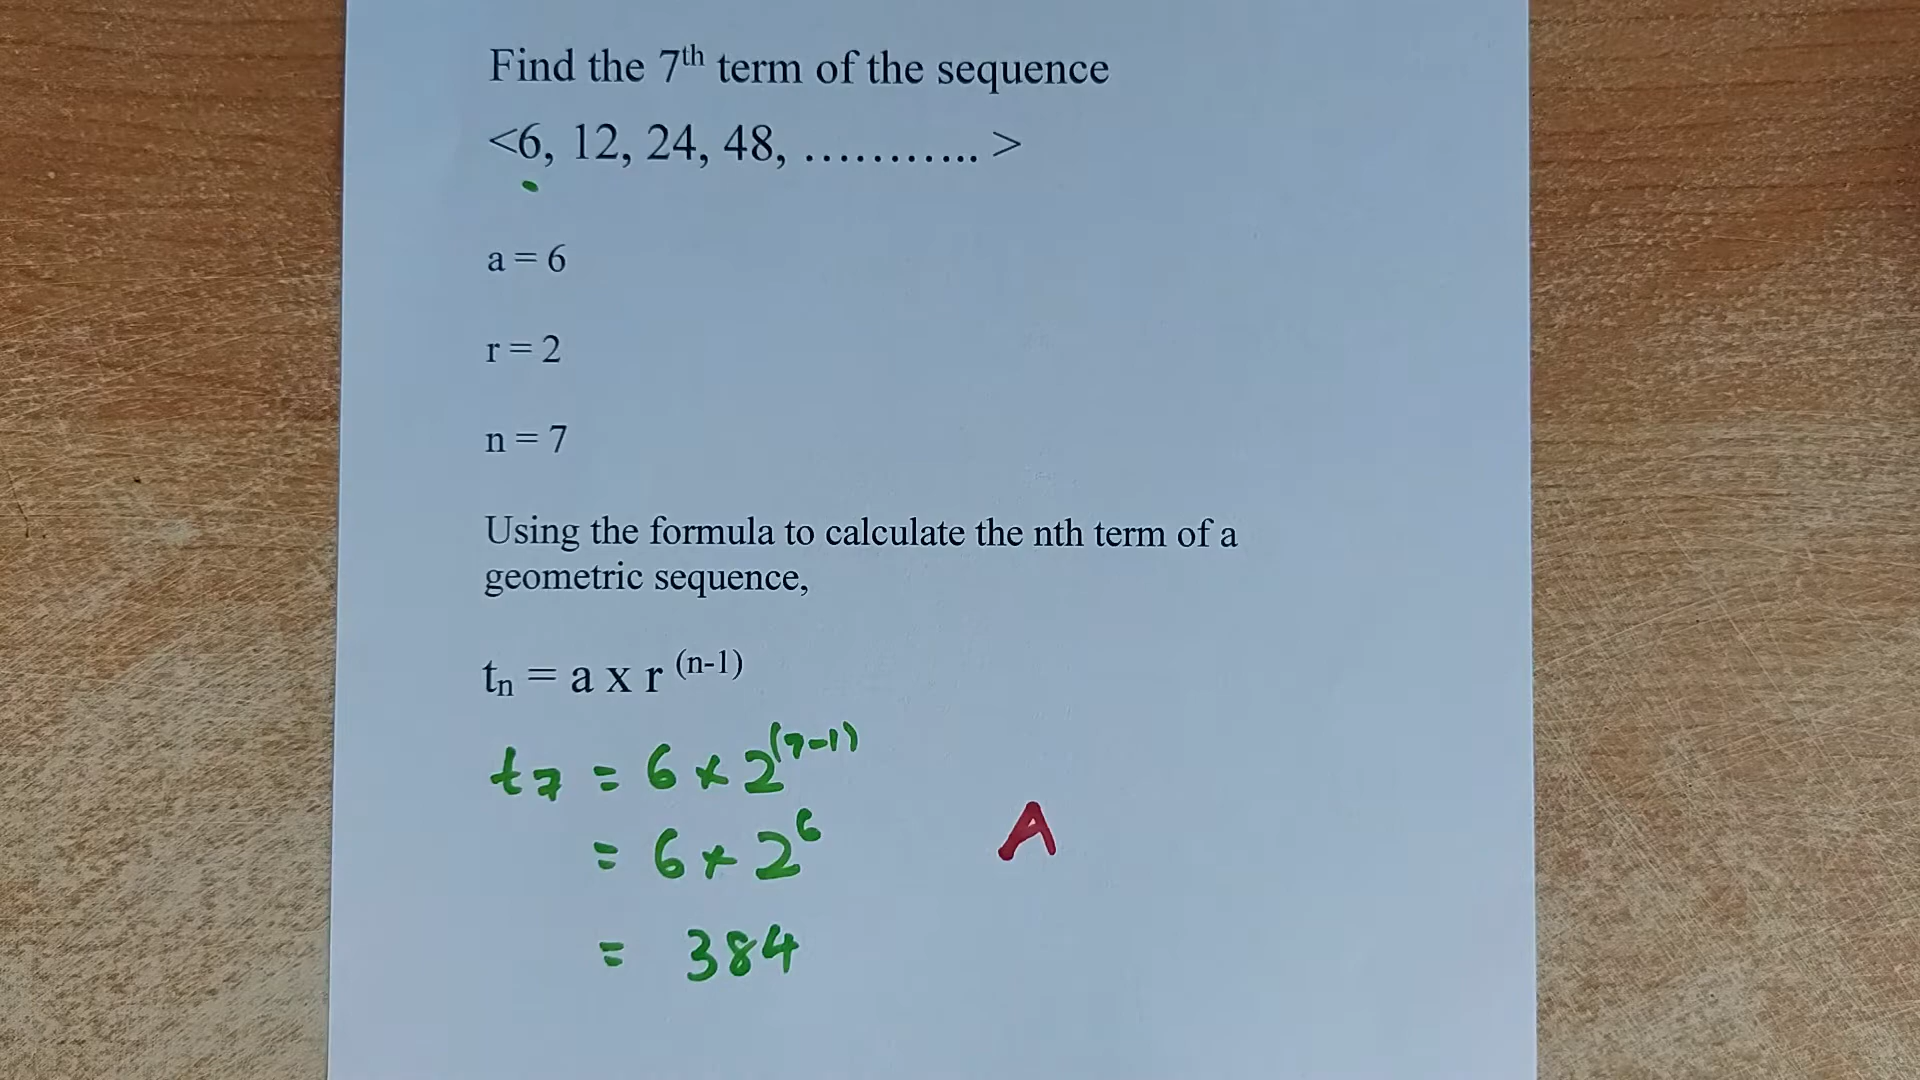 Find the 7th term of the sequence
<6, 12, 24, 48, ……….. >
a = 6
r = 2
n = 7
Using the formula to calculate the nth term of a
geometric sequence,
tn = a x r (n-1)
t7 = 6 × 2(7-1)
= 6 × 2^6
A
= 384